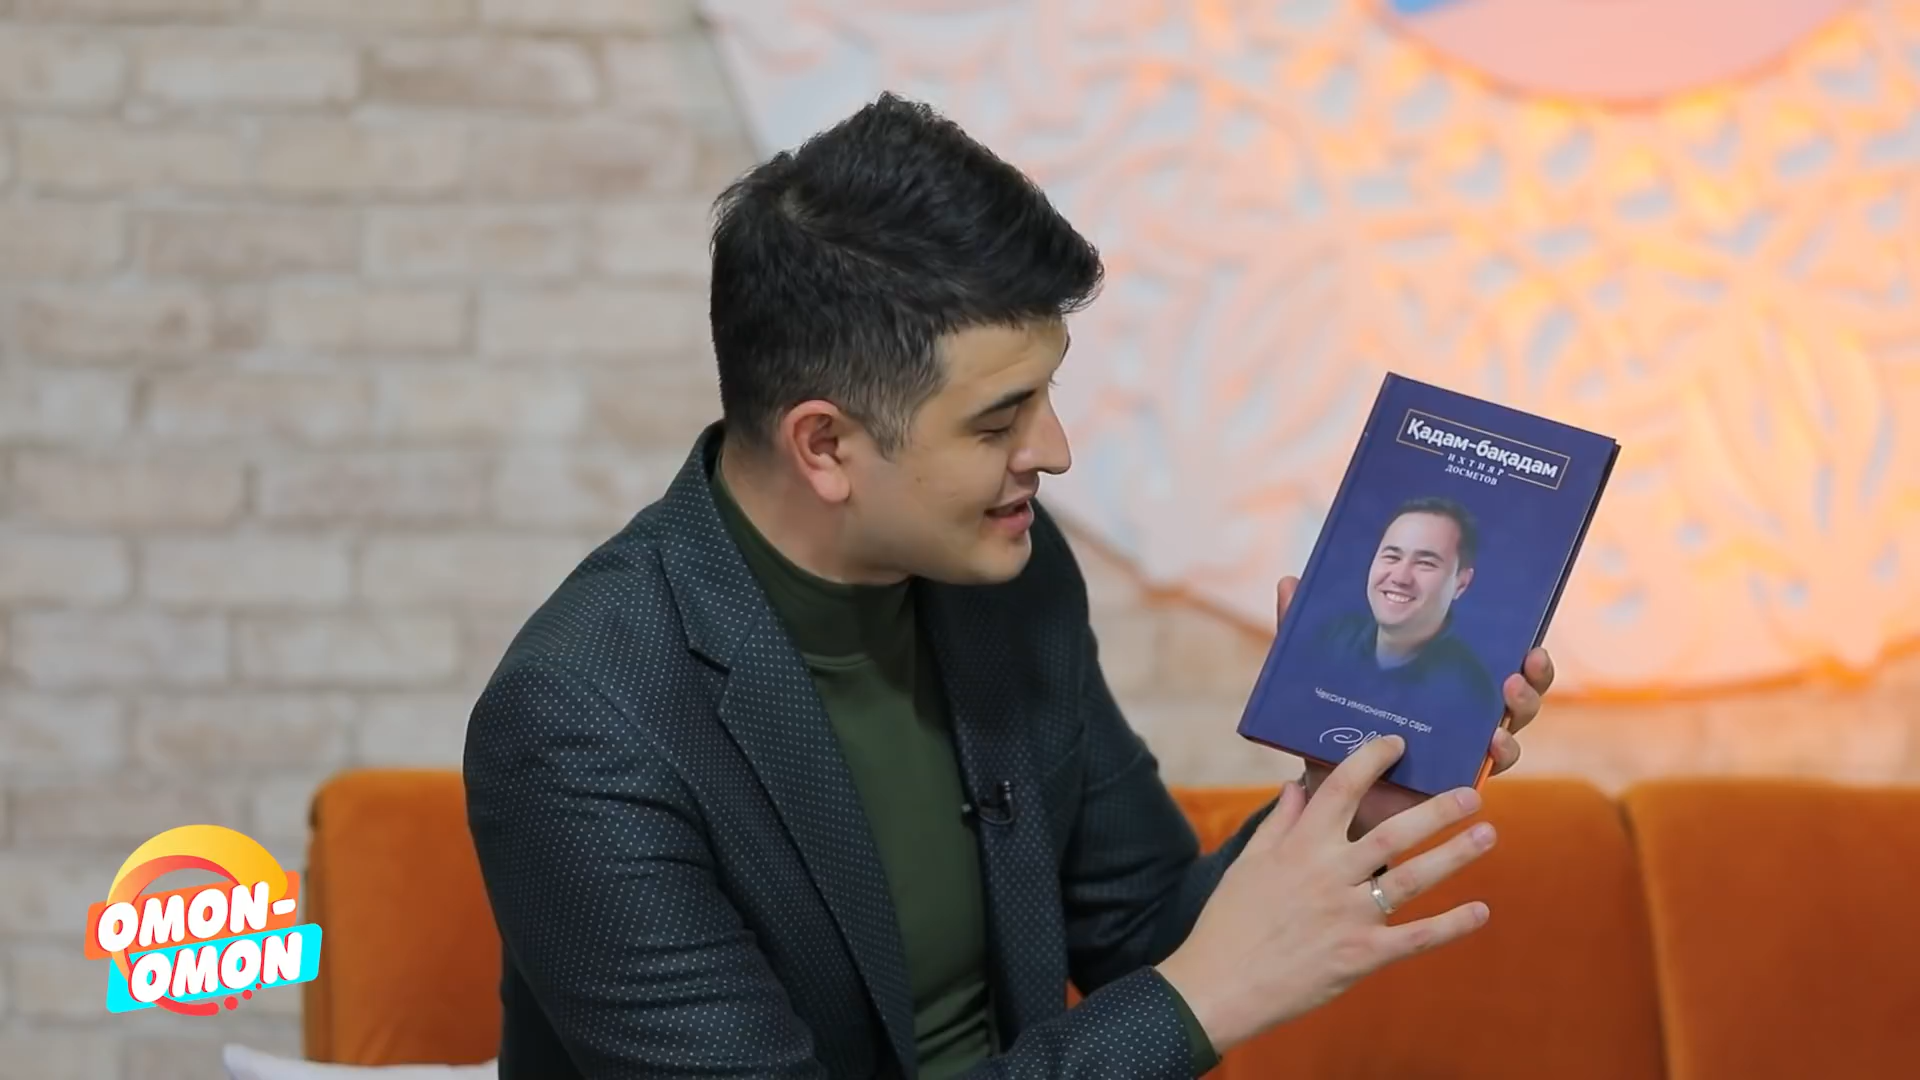 Қадам-бақадам
ИХТИЯР
ДОСМЕТОВ
Чексиз имкониятлар сари
OMON-
OMON